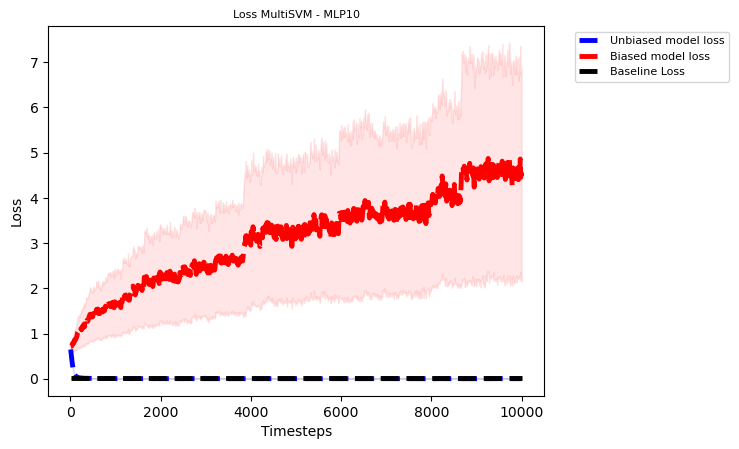 Loss MultiSVM - MLP10
Unbiased model loss
Biased model loss
Baseline Loss
7
6
5
4
3
2
1
0
Loss
0 2000 4000 6000 8000 10000
Timesteps